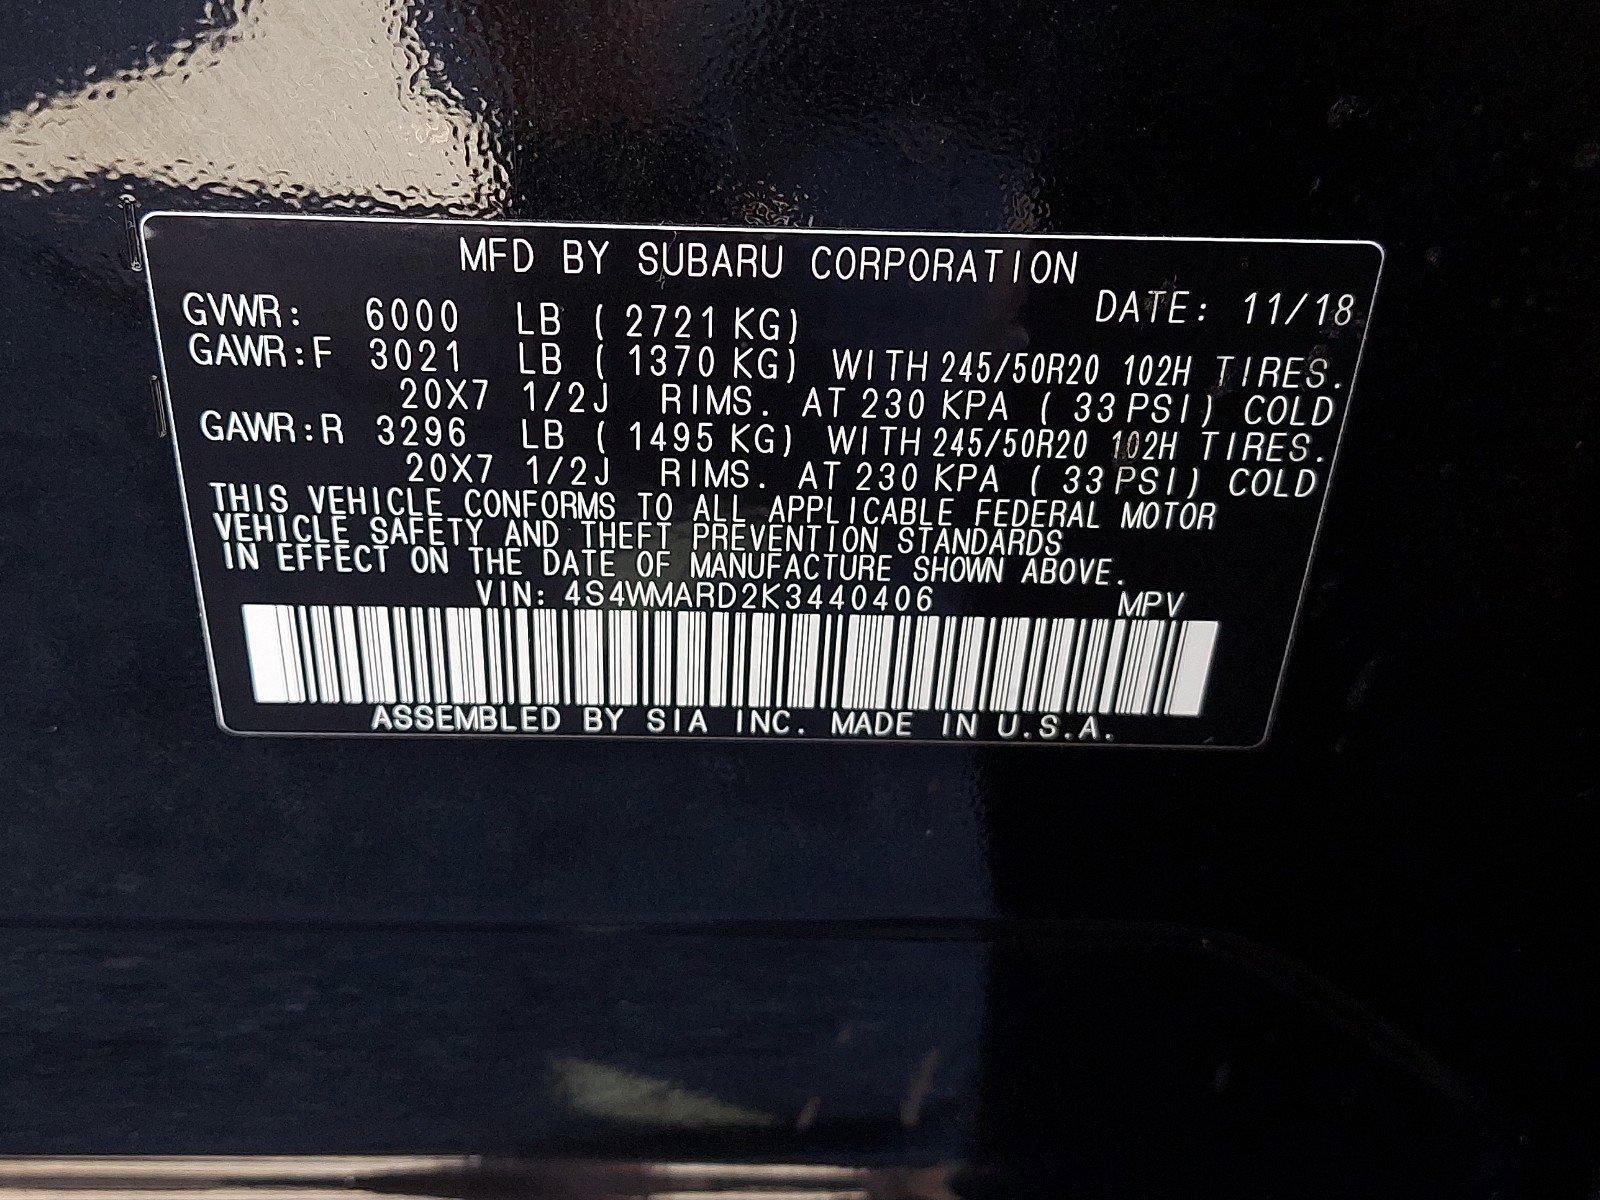 MFD BY SUBARU CORPORATION
DATE: 11/18
GVWR: 6000 LB ( 2721 KG)
GAWR:F 3021 LB ( 1370 KG) WITH 245/50R20 102H TIRES.
20X7 1/2J RIMS. AT 230 KPA ( 33 PSI) COLD
GAWR:R 3296 LB ( 1495 KG) WITH 245/50R20 102H TIRES.
20X7 1/2J RIMS. AT 230 KPA ( 33 PSI) COLD
THIS VEHICLE CONFORMS TO ALL APPLICABLE FEDERAL MOTOR
VEHICLE SAFETY AND THEFT PREVENTION STANDARDS
IN EFFECT ON THE DATE OF MANUFACTURE SHOWN ABOVE.
VIN: 4S4WMARD2K3440406 MPV
ASSEMBLED BY SIA INC. MADE IN U.S.A.